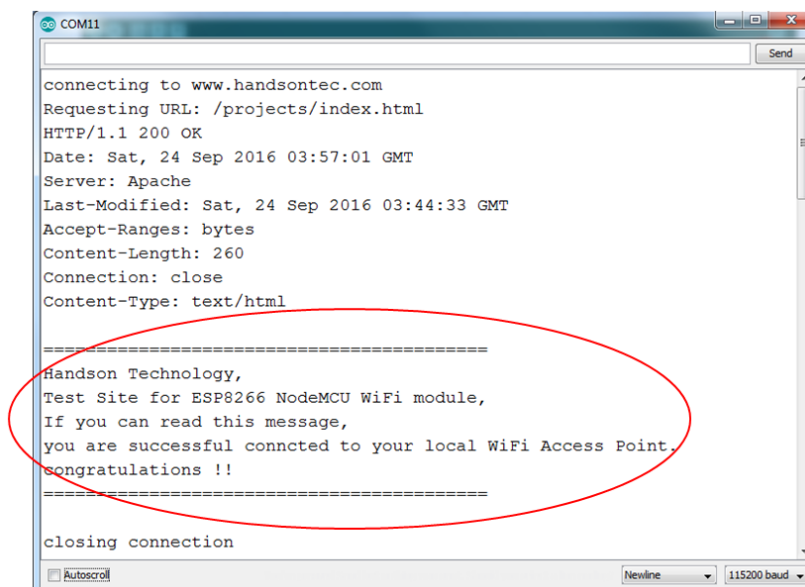 COM11
Send
connecting to www.handsontec.com
Requesting URL: /projects/index.html
HTTP/1.1 200 OK
Date: Sat, 24 Sep 2016 03:57:01 GMT
Server: Apache
Last-Modified: Sat, 24 Sep 2016 03:44:33 GMT
Accept-Ranges: bytes
Content-Length: 260
Connection: close
Content-Type: text/html
==========================================
Handson Technology,
Test Site for ESP8266 NodeMCU WiFi module,
If you can read this message,
you are successful conncted to your local WiFi Access Point.
congratulations !!
==========================================
closing connection
Autoscroll Newline 115200 baud